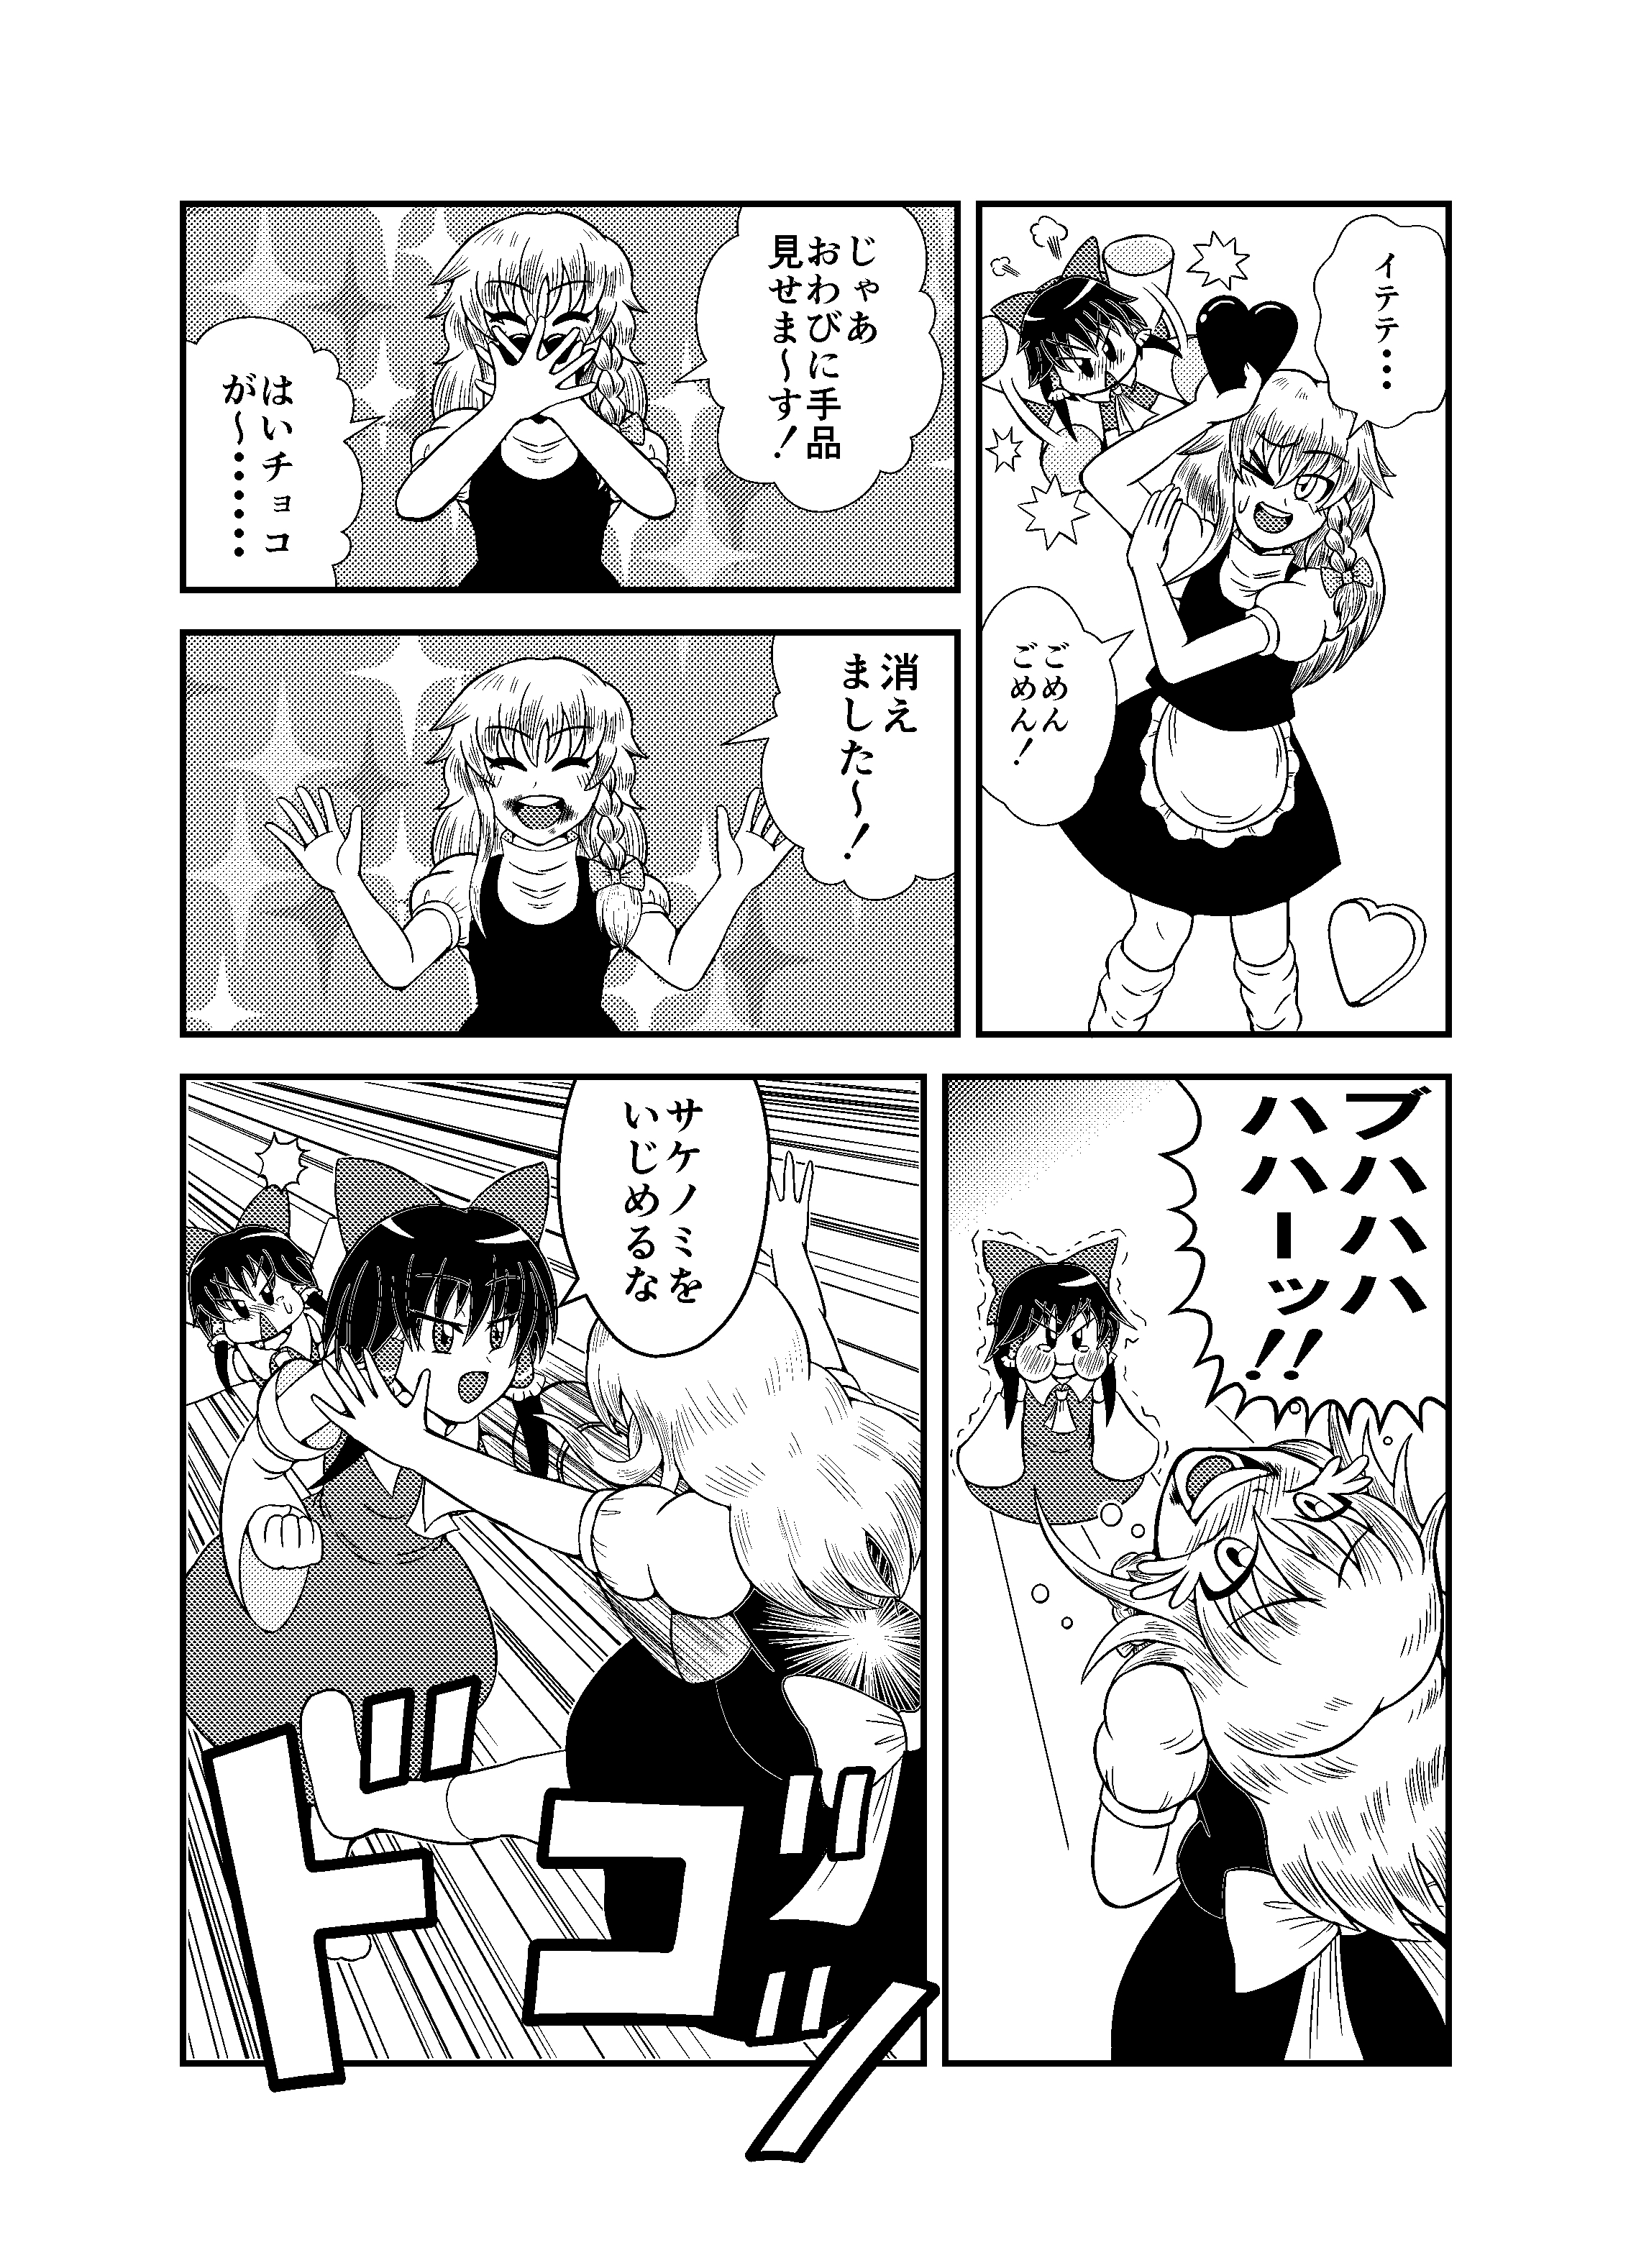 イテテ・・・
ごめん
ごめん！
じゃあ
おわびに手品
見せま～す！
はいチョコ
が～・・・・・・
消え
ました～！
ブハハハ
ハハーッ！！
サケノミを
いじめるな
ドゴッ